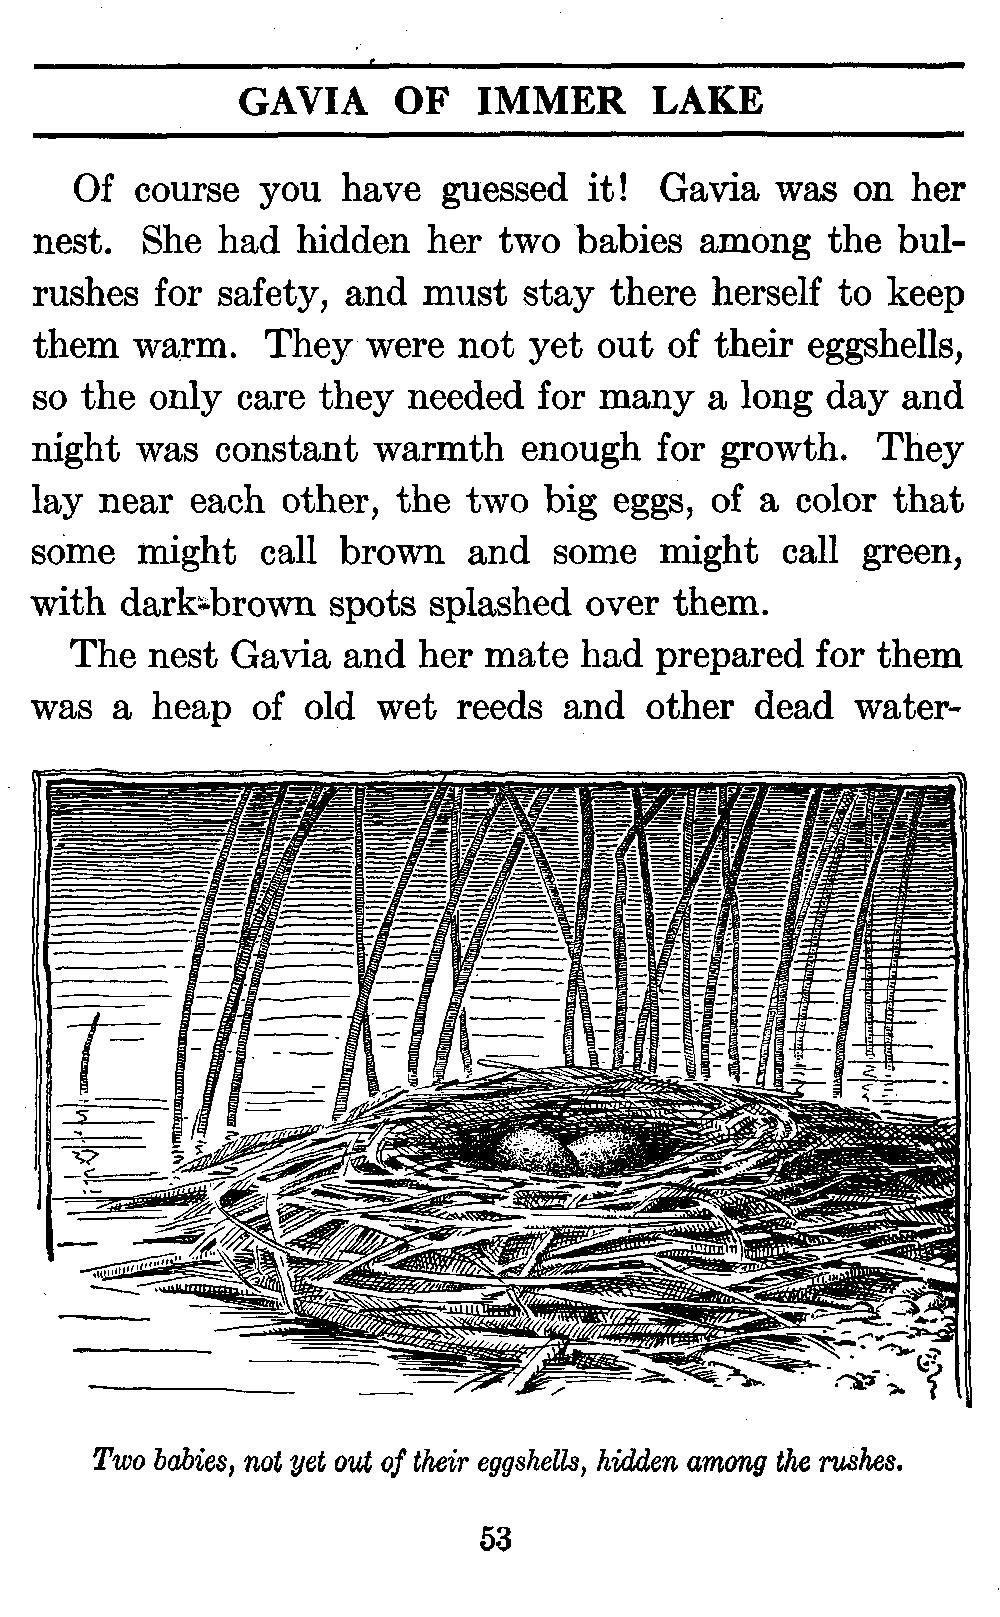 GAVIA OF IMMER LAKE
Of course you have guessed it! Gavia was on her
nest. She had hidden her two babies among the bul-
rushes for safety, and must stay there herself to keep
them warm. They were not yet out of their eggshells,
so the only care they needed for many a long day and
night was constant warmth enough for growth. They
lay near each other, the two big eggs, of a color that
some might call brown and some might call green,
with dark-brown spots splashed over them.
The nest Gavia and her mate had prepared for them
was a heap of old wet reeds and other dead water-
Two babies, not yet out of their eggshells, hidden among the rushes.
53